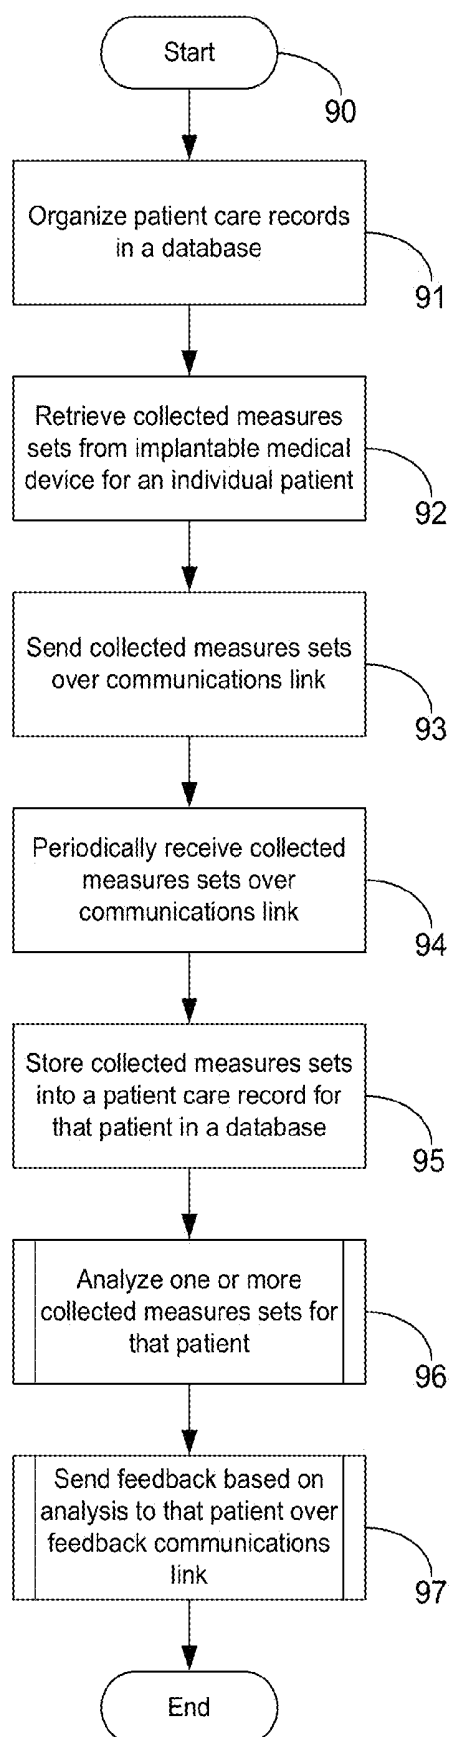 Start
90
Organize patient care records
in a database
91
Retrieve collected measures
sets from implantable medical
device for an individual patient
92
Send collected measures sets
over communications link
93
Periodically receive collected
measures sets over
communications link
94
Store collected measures sets
into a patient care record for
that patient in a database
95
Analyze one or more
collected measures sets for
that patient
96
Send feedback based on
analysis to that patient over
feedback communications
link
97
End